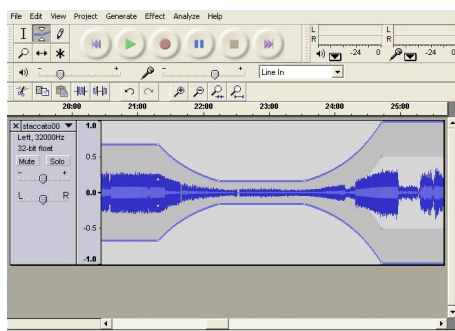 File Edit View Project Generate Effect Analyze Help
L
R
-24 0
L
R
-24 0
- +
- +
Line In
20:00 21:00 22:00 23:00 24:00 25:00
staccato00
Left, 32000Hz
32-bit float
Mute Solo
- +
L R
1.0
0.5
0.0
-0.5
-1.0